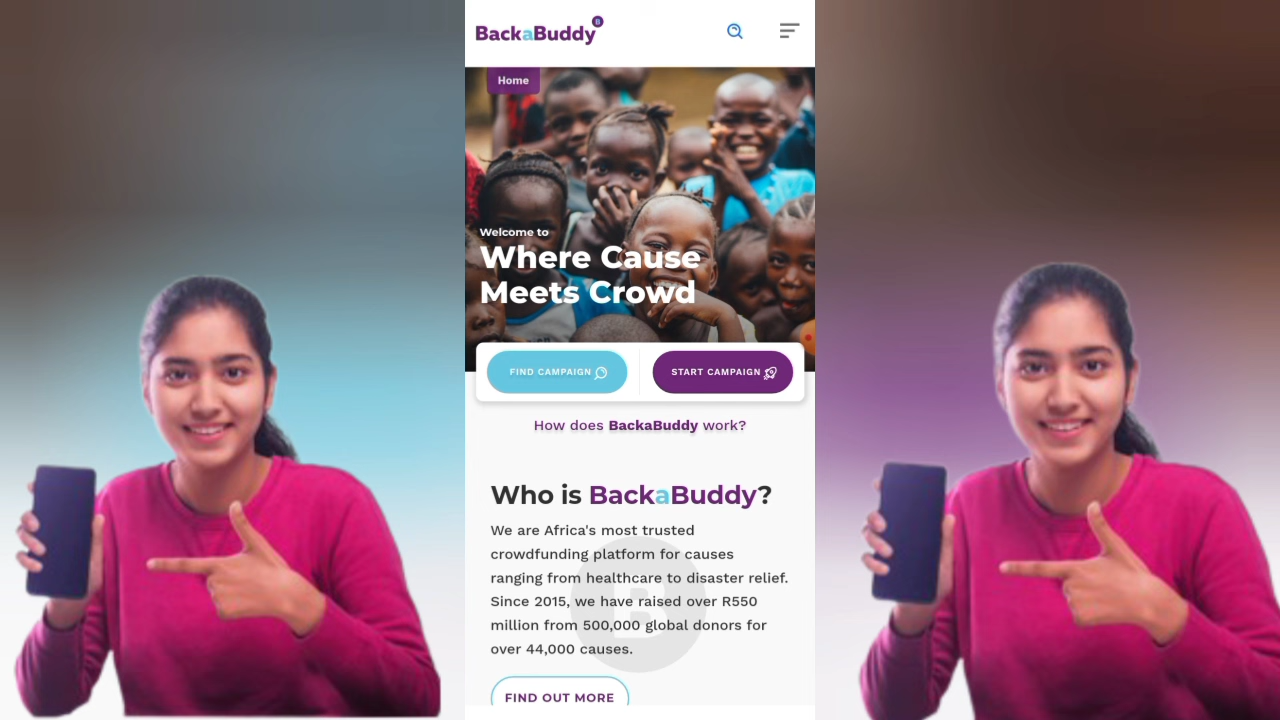 BackaBuddy B
Home
Welcome to
Where Cause
Meets Crowd
FIND CAMPAIGN
START CAMPAIGN
How does BackaBuddy work?
Who is BackaBuddy?
We are Africa's most trusted
crowdfunding platform for causes
ranging from healthcare to disaster relief.
Since 2015, we have raised over R550
million from 500,000 global donors for
over 44,000 causes.
B
FIND OUT MORE